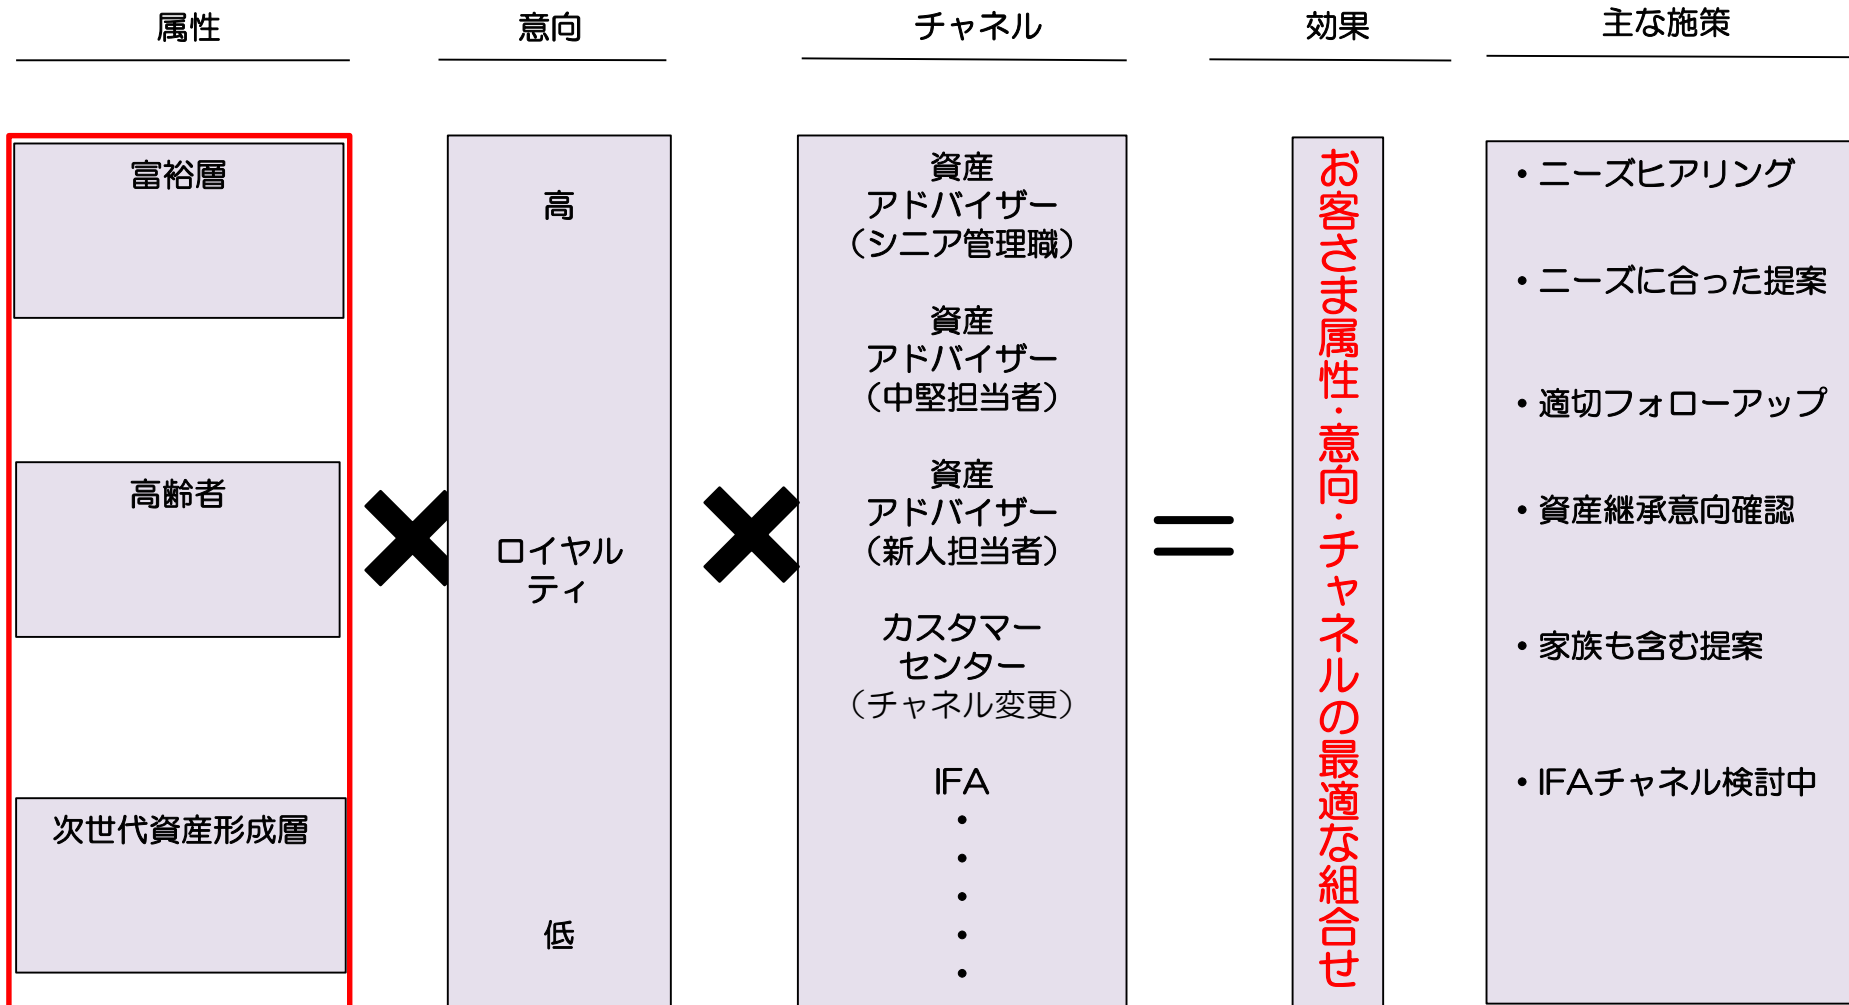 属性
意向
チャネル
効果
主な施策
富裕層
高齢者
次世代資産形成層
×
高
ロイヤル
ティ
低
×
資産
アドバイザー
（シニア管理職）
資産
アドバイザー
（中堅担当者）
資産
アドバイザー
（新人担当者）
カスタマー
センター
（チャネル変更）
IFA
・
・
・
・
・
＝
お客さま属性・意向・チャネルの最適な組合せ
・ニーズヒアリング
・ニーズに合った提案
・適切フォローアップ
・資産継承意向確認
・家族も含む提案
・IFAチャネル検討中